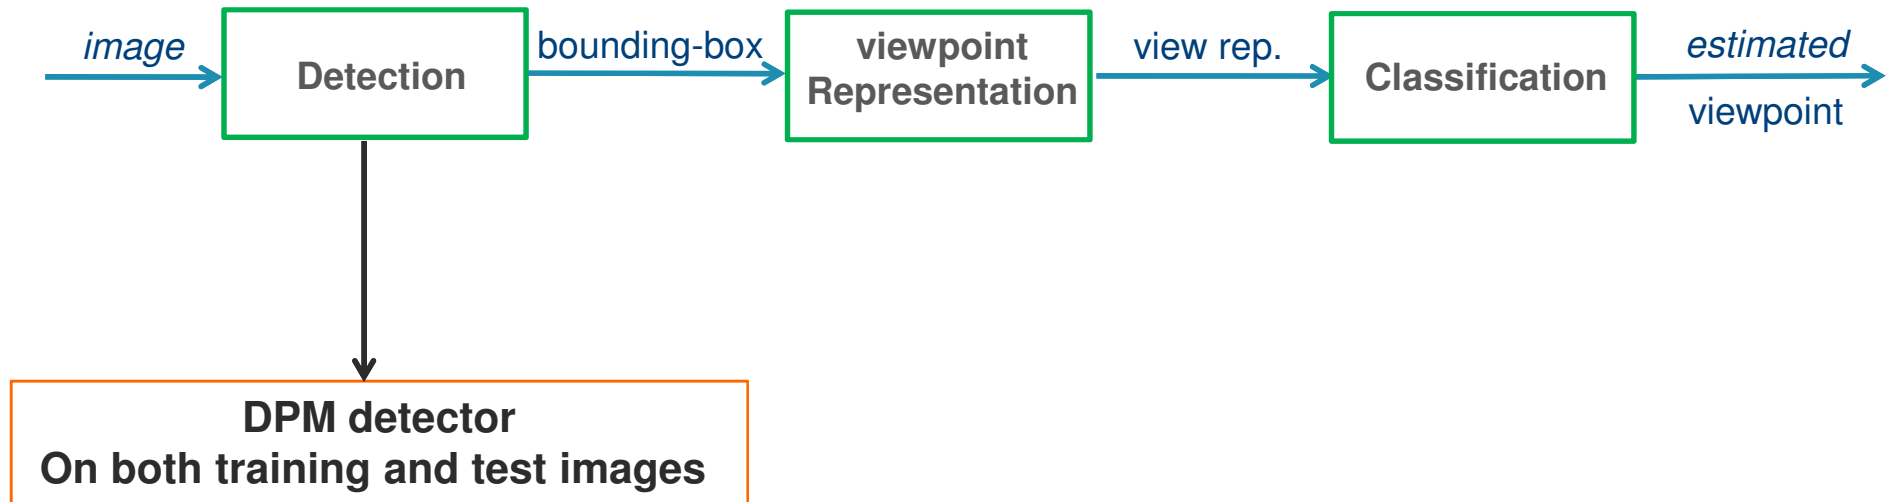 image
Detection
bounding-box
viewpoint
Representation
view rep.
Classification
estimated
viewpoint
DPM detector
On both training and test images